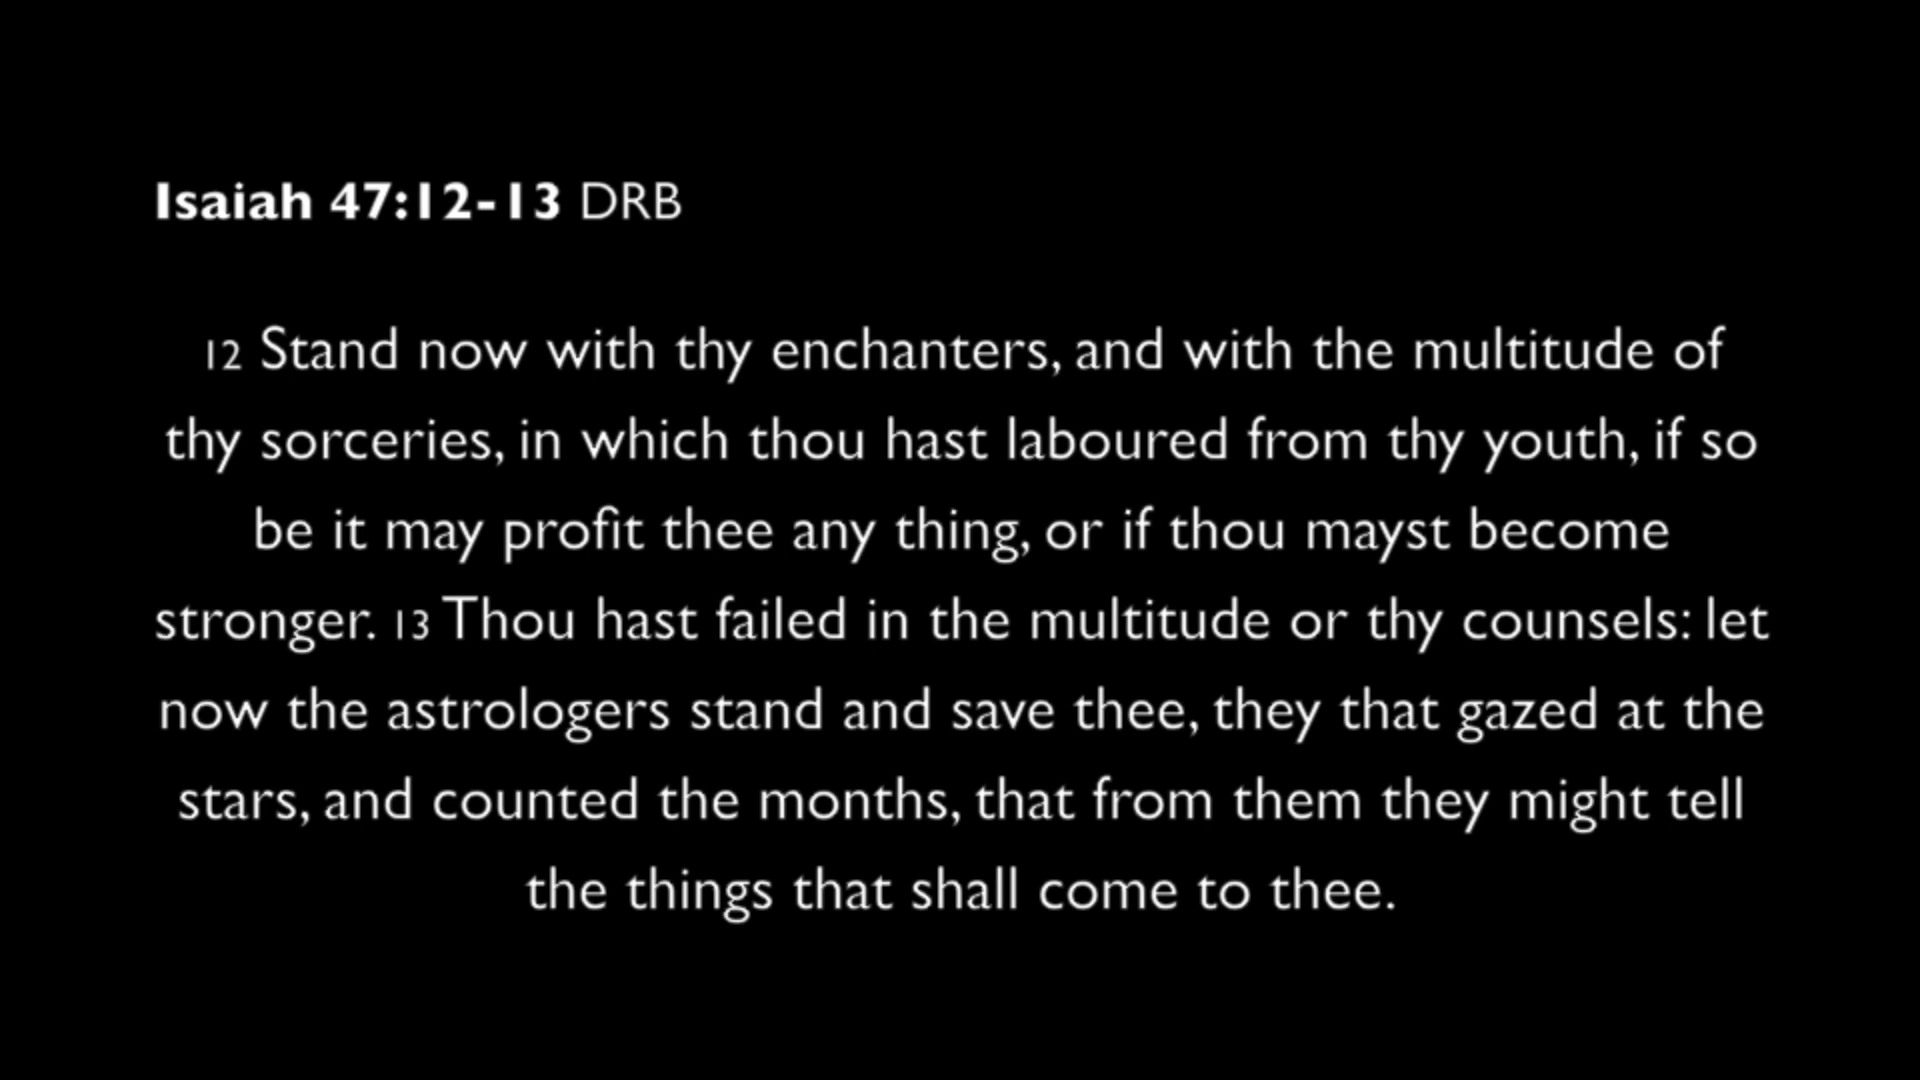 Isaiah 47:12-13 DRB
12 Stand now with thy enchanters, and with the multitude of
thy sorceries, in which thou hast laboured from thy youth, if so
be it may profit thee any thing, or if thou mayst become
stronger. 13 Thou hast failed in the multitude or thy counsels: let
now the astrologers stand and save thee, they that gazed at the
stars, and counted the months, that from them they might tell
the things that shall come to thee.